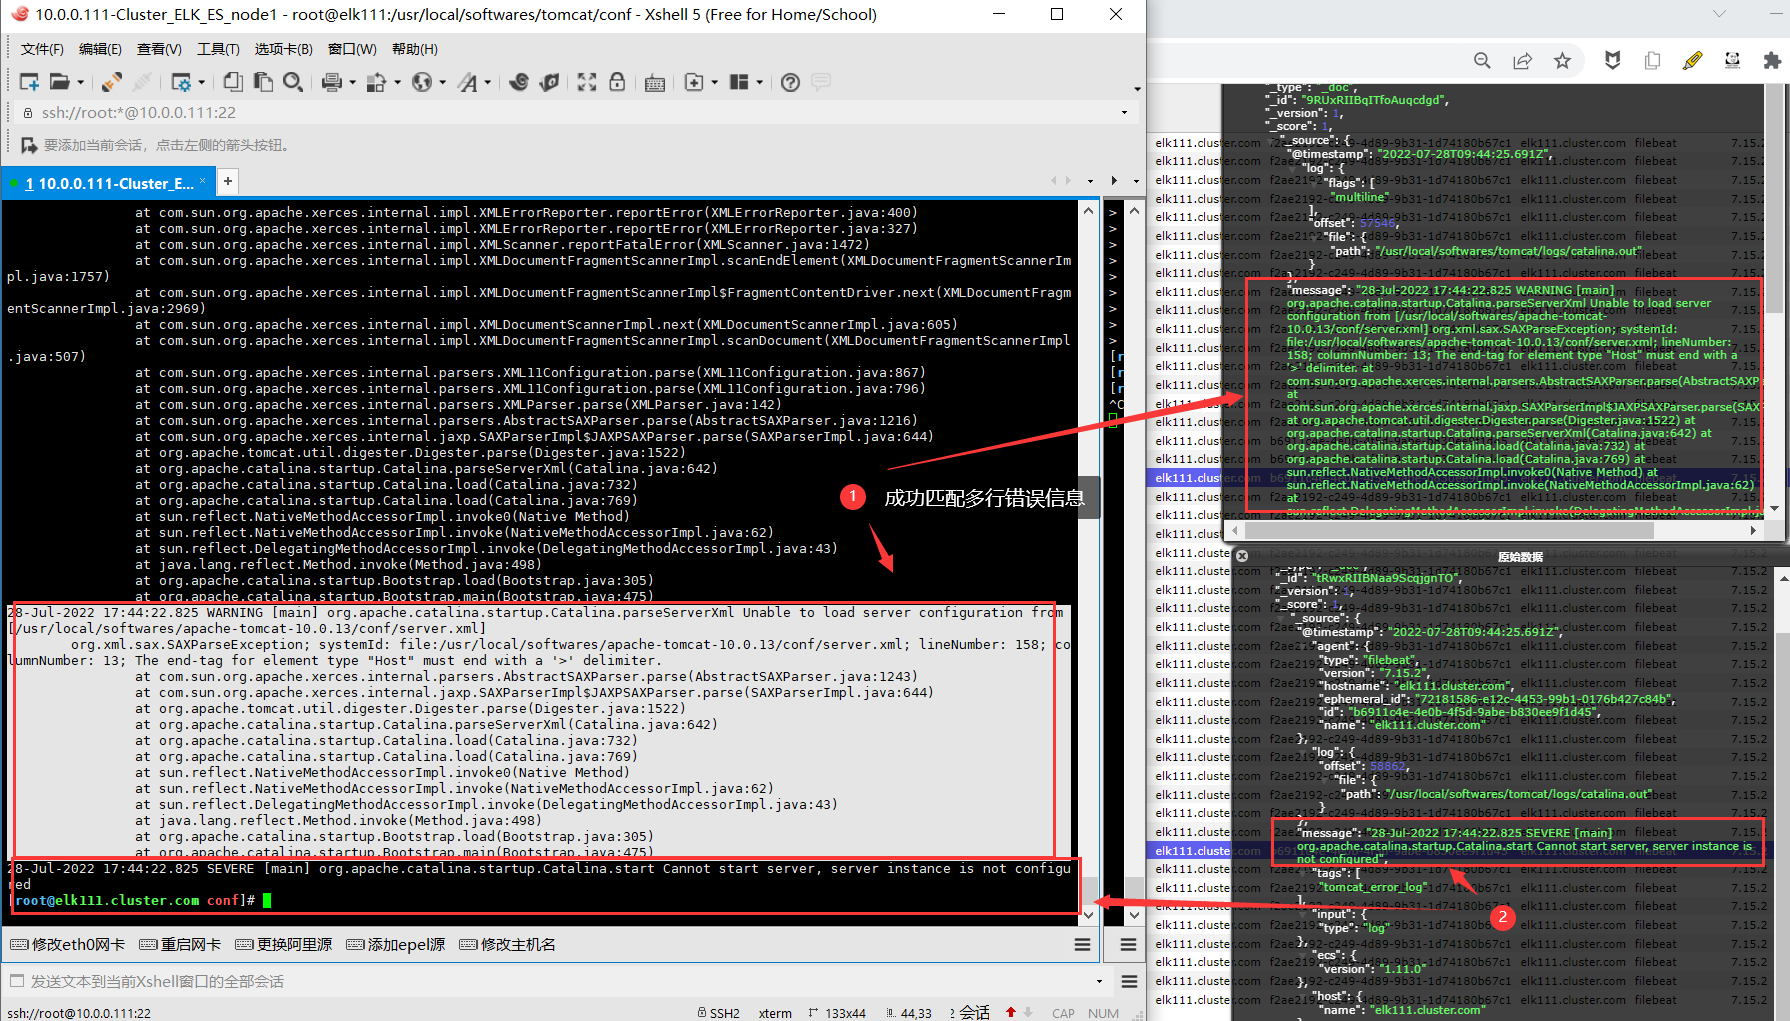 10.0.0.111-Cluster_ELK_ES_node1 - root@elk111:/usr/local/softwares/tomcat/conf - Xshell 5 (Free for Home/School)
文件(F) 编辑(E) 查看(V) 工具(T) 选项卡(B) 窗口(W) 帮助(H)
ssh://root:*@10.0.0.111:22
要添加当前会话，点击左侧的箭头按钮。
1 10.0.0.111-Cluster_E... × +
at com.sun.org.apache.xerces.internal.impl.XMLErrorReporter.reportError(XMLErrorReporter.java:400)
at com.sun.org.apache.xerces.internal.impl.XMLErrorReporter.reportError(XMLErrorReporter.java:327)
at com.sun.org.apache.xerces.internal.impl.XMLScanner.reportFatalError(XMLScanner.java:1472)
at com.sun.org.apache.xerces.internal.impl.XMLDocumentFragmentScannerImpl.scanEndElement(XMLDocumentFragmentScannerIm
pl.java:1757)
at com.sun.org.apache.xerces.internal.impl.XMLDocumentFragmentScannerImpl$FragmentContentDriver.next(XMLDocumentFragm
entScannerImpl.java:2969)
at com.sun.org.apache.xerces.internal.impl.XMLDocumentScannerImpl.next(XMLDocumentScannerImpl.java:605)
at com.sun.org.apache.xerces.internal.impl.XMLDocumentFragmentScannerImpl.scanDocument(XMLDocumentFragmentScannerImpl
.java:507)
at com.sun.org.apache.xerces.internal.parsers.XML11Configuration.parse(XML11Configuration.java:867)
at com.sun.org.apache.xerces.internal.parsers.XML11Configuration.parse(XML11Configuration.java:796)
at com.sun.org.apache.xerces.internal.parsers.XMLParser.parse(XMLParser.java:142)
at com.sun.org.apache.xerces.internal.parsers.AbstractSAXParser.parse(AbstractSAXParser.java:1216)
at com.sun.org.apache.xerces.internal.jaxp.SAXParserImpl$JAXPSAXParser.parse(SAXParserImpl.java:644)
at org.apache.tomcat.util.digester.Digester.parse(Digester.java:1522)
at org.apache.catalina.startup.Catalina.parseServerXml(Catalina.java:642)
at org.apache.catalina.startup.Catalina.load(Catalina.java:732)
at org.apache.catalina.startup.Catalina.load(Catalina.java:769)
at sun.reflect.NativeMethodAccessorImpl.invoke0(Native Method)
at sun.reflect.NativeMethodAccessorImpl.invoke(NativeMethodAccessorImpl.java:62)
at sun.reflect.DelegatingMethodAccessorImpl.invoke(DelegatingMethodAccessorImpl.java:43)
at java.lang.reflect.Method.invoke(Method.java:498)
at org.apache.catalina.startup.Bootstrap.load(Bootstrap.java:305)
at org.apache.catalina.startup.Bootstrap.main(Bootstrap.java:475)
28-Jul-2022 17:44:22.825 WARNING [main] org.apache.catalina.startup.Catalina.parseServerXml Unable to load server configuration from
[/usr/local/softwares/apache-tomcat-10.0.13/conf/server.xml]
org.xml.sax.SAXParseException; systemId: file:/usr/local/softwares/apache-tomcat-10.0.13/conf/server.xml; lineNumber: 158; co
lumnNumber: 13; The end-tag for element type "Host" must end with a '>' delimiter.
at com.sun.org.apache.xerces.internal.parsers.AbstractSAXParser.parse(AbstractSAXParser.java:1243)
at com.sun.org.apache.xerces.internal.jaxp.SAXParserImpl$JAXPSAXParser.parse(SAXParserImpl.java:644)
at org.apache.tomcat.util.digester.Digester.parse(Digester.java:1522)
at org.apache.catalina.startup.Catalina.parseServerXml(Catalina.java:642)
at org.apache.catalina.startup.Catalina.load(Catalina.java:732)
at org.apache.catalina.startup.Catalina.load(Catalina.java:769)
at sun.reflect.NativeMethodAccessorImpl.invoke0(Native Method)
at sun.reflect.NativeMethodAccessorImpl.invoke(NativeMethodAccessorImpl.java:62)
at sun.reflect.DelegatingMethodAccessorImpl.invoke(DelegatingMethodAccessorImpl.java:43)
at java.lang.reflect.Method.invoke(Method.java:498)
at org.apache.catalina.startup.Bootstrap.load(Bootstrap.java:305)
at org.apache.catalina.startup.Bootstrap.main(Bootstrap.java:475)
28-Jul-2022 17:44:22.825 SEVERE [main] org.apache.catalina.startup.Catalina.start Cannot start server, server instance is not configu
red
[root@elk111.cluster.com conf]#
1 成功匹配多行错误信息
修改eth0网卡 重启网卡 更换阿里源 添加epel源 修改主机名
发送文本到当前Xshell窗口的全部会话
ssh://root@10.0.0.111:22 SSH2 xterm 133x44 44,33 2 会话 CAP NUM
"_type": "_doc",
"_id": "9RUxRIIBqITfoAuqcdgd",
"_version": 1,
"_score": 1,
"_source": {
"@timestamp": "2022-07-28T09:44:25.691Z",
"log": {
"flags": [
"multiline"
],
"offset": 57546,
"file": {
"path": "/usr/local/softwares/tomcat/logs/catalina.out"
}
},
"message": "28-Jul-2022 17:44:22.825 WARNING [main]
org.apache.catalina.startup.Catalina.parseServerXml Unable to load server
configuration from [/usr/local/softwares/apache-tomcat-
10.0.13/conf/server.xml] org.xml.sax.SAXParseException; systemId:
file:/usr/local/softwares/apache-tomcat-10.0.13/conf/server.xml; lineNumber:
158; columnNumber: 13; The end-tag for element type "Host" must end with a
'>' delimiter. at
com.sun.org.apache.xerces.internal.parsers.AbstractSAXParser.parse(AbstractSAXP
at
com.sun.org.apache.xerces.internal.jaxp.SAXParserImpl$JAXPSAXParser.parse(SAX
at org.apache.tomcat.util.digester.Digester.parse(Digester.java:1522) at
org.apache.catalina.startup.Catalina.parseServerXml(Catalina.java:642) at
org.apache.catalina.startup.Catalina.load(Catalina.java:732) at
org.apache.catalina.startup.Catalina.load(Catalina.java:769) at
sun.reflect.NativeMethodAccessorImpl.invoke0(Native Method) at
sun.reflect.NativeMethodAccessorImpl.invoke(NativeMethodAccessorImpl.java:62)
at
sun.reflect.DelegatingMethodAccessorImpl.invoke(DelegatingMethodAccessorImpl.j
原始数据
"_id": "tRwxRIIBNaa9ScqjgnTO",
"_version": 1,
"_score": 1,
"_source": {
"@timestamp": "2022-07-28T09:44:25.691Z",
"agent": {
"type": "filebeat",
"version": "7.15.2",
"hostname": "elk111.cluster.com",
"ephemeral_id": "72181586-e12c-4453-99b1-0176b427c84b",
"id": "b6911c4e-4e0b-4f5d-9abe-b830ee9f1d45",
"name": "elk111.cluster.com"
},
"log": {
"offset": 58862,
"file": {
"path": "/usr/local/softwares/tomcat/logs/catalina.out"
}
},
"message": "28-Jul-2022 17:44:22.825 SEVERE [main]
org.apache.catalina.startup.Catalina.start Cannot start server, server instance is
not configured",
"tags": [
"tomcat_error_log"
],
2
"input": {
"type": "log"
},
"ecs": {
"version": "1.11.0"
},
"host": {
"name": "elk111.cluster.com"